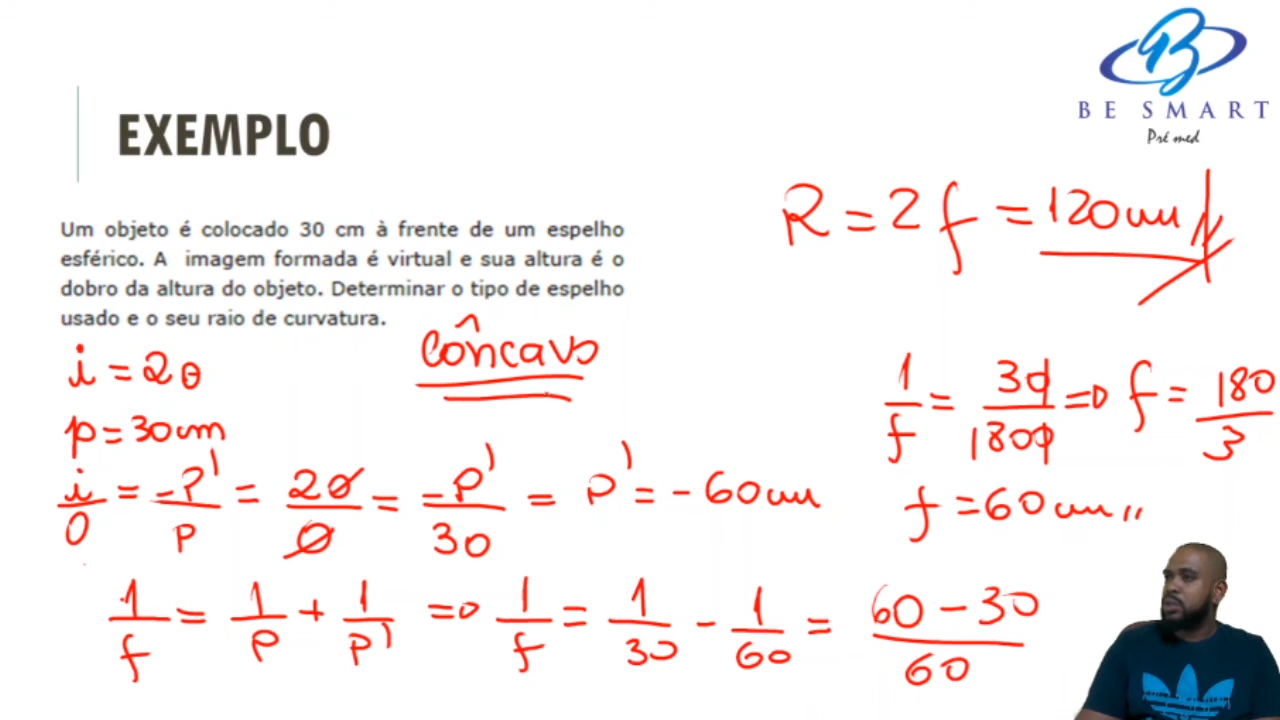 BE SMART
Pré med
EXEMPLO
Um objeto é colocado 30 cm à frente de um espelho
esférico. A imagem formada é virtual e sua altura é o
dobro da altura do objeto. Determinar o tipo de espelho
usado e o seu raio de curvatura.
R = 2f = 120cm
côncavo
i = 2o
p = 30cm
i/o = -p'/p = 2o/o = -p'/30 = p' = -60cm
1/f = 1/p + 1/p' => 1/f = 1/30 - 1/60 = 60 - 30/60
1/f = 30/1800 => f = 180/3
f = 60cm,,